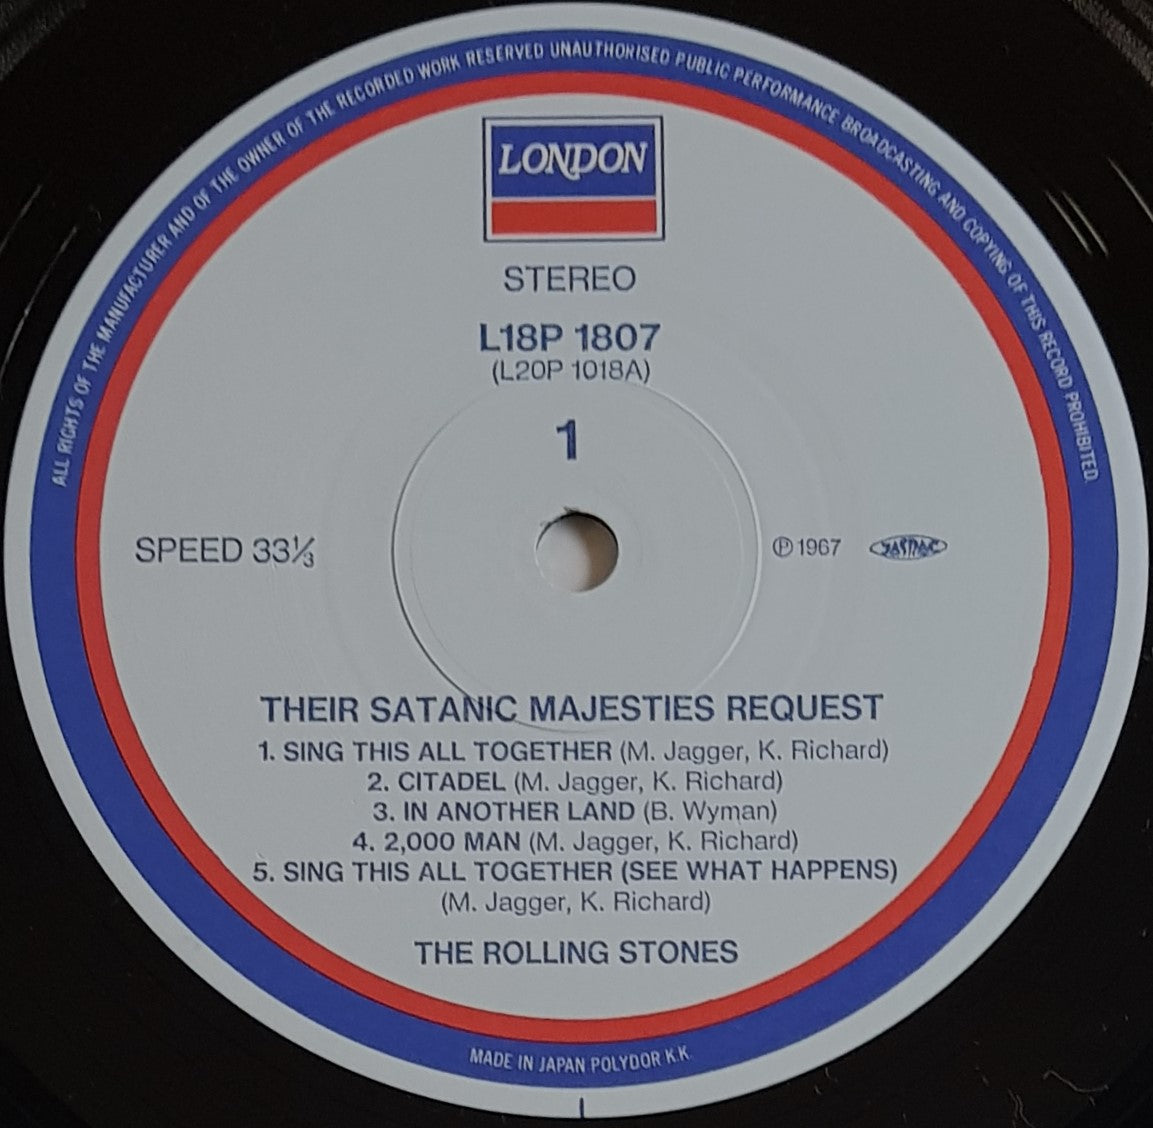 ALL RIGHTS OF THE MANUFACTURER AND OF THE OWNER OF THE RECORDED WORK RESERVED UNAUTHORISED PUBLIC PERFORMANCE BROADCASTING AND COPYING OF THIS RECORD PROHIBITED.
LONDON
STEREO
L18P 1807
(L20P 1018A)
1
SPEED 33⅓
Ⓟ 1967
JASRAC
THEIR SATANIC MAJESTIES REQUEST
1. SING THIS ALL TOGETHER (M. Jagger, K. Richard)
2. CITADEL (M. Jagger, K. Richard)
3. IN ANOTHER LAND (B. Wyman)
4. 2,000 MAN (M. Jagger, K. Richard)
5. SING THIS ALL TOGETHER (SEE WHAT HAPPENS)
(M. Jagger, K. Richard)
THE ROLLING STONES
MADE IN JAPAN POLYDOR K.K.